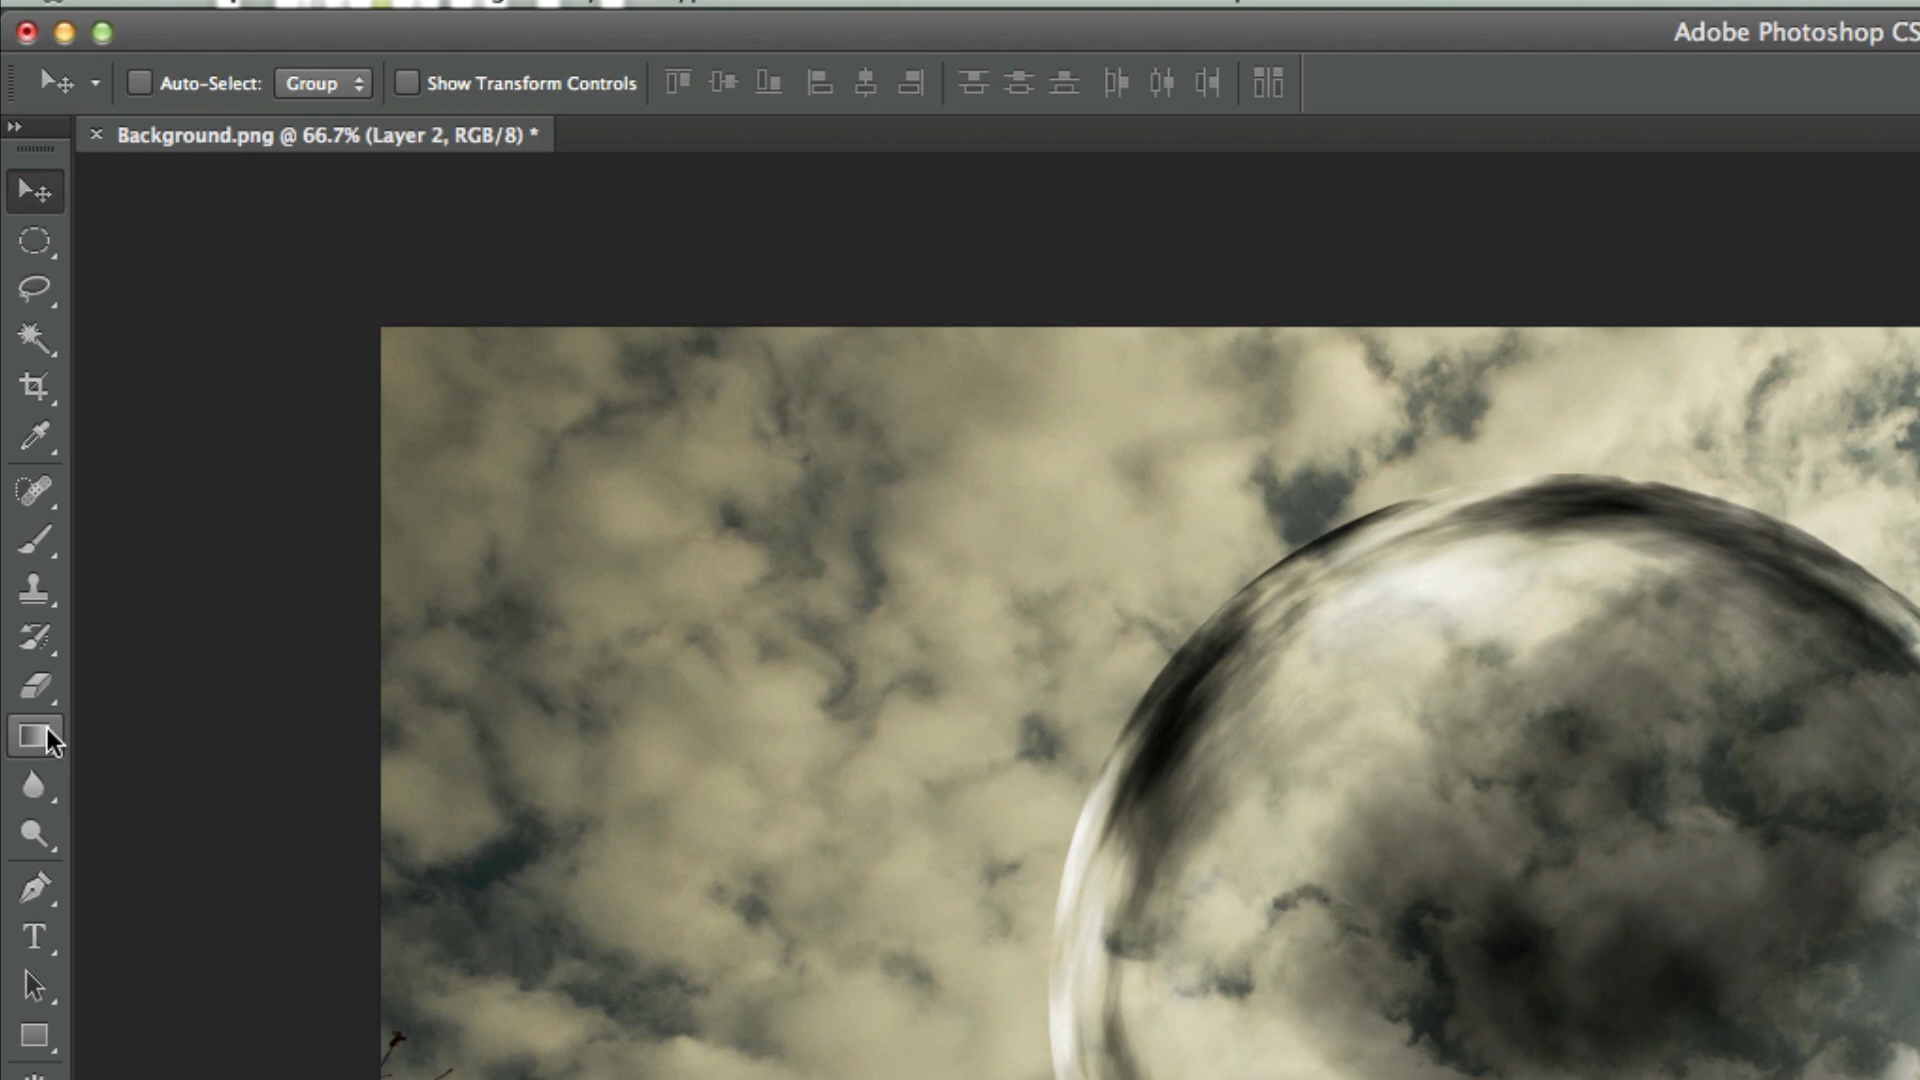 Adobe Photoshop CS
Auto-Select: Group Show Transform Controls
Background.png @ 66.7% (Layer 2, RGB/8) *
T